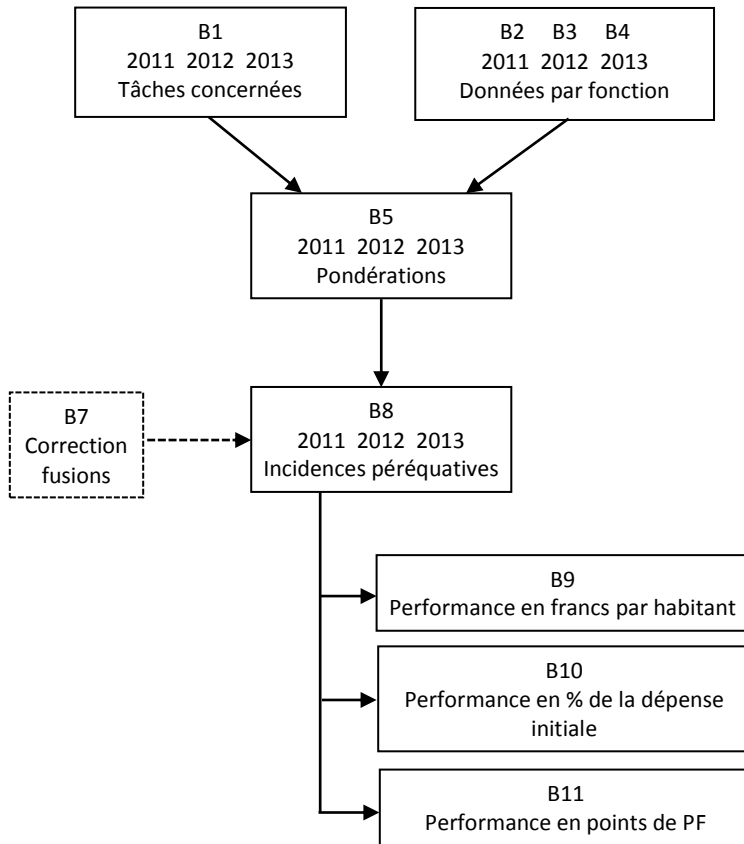 B1
2011 2012 2013
Tâches concernées
B2 B3 B4
2011 2012 2013
Données par fonction
B5
2011 2012 2013
Pondérations
B7
Correction
fusions
B8
2011 2012 2013
Incidences péréquatives
B9
Performance en francs par habitant
B10
Performance en % de la dépense
initiale
B11
Performance en points de PF